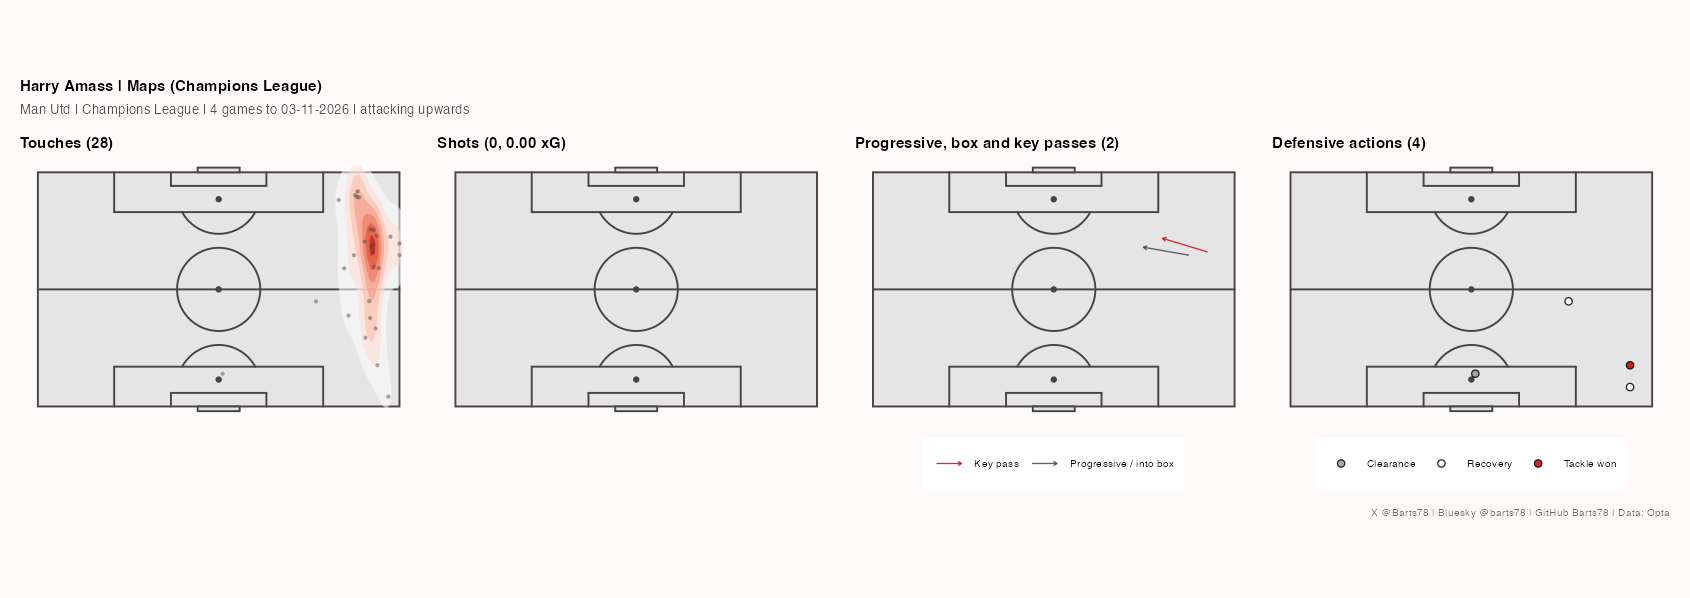 Harry Amass | Maps (Champions League)
Man Utd | Champions League | 4 games to 03-11-2026 | attacking upwards
Touches (28)
Shots (0, 0.00 xG)
Progressive, box and key passes (2)
Defensive actions (4)
Key pass
Progressive / into box
Clearance
Recovery
Tackle won
X @Barts78 | Bluesky @barts78 | GitHub Barts78 | Data: Opta